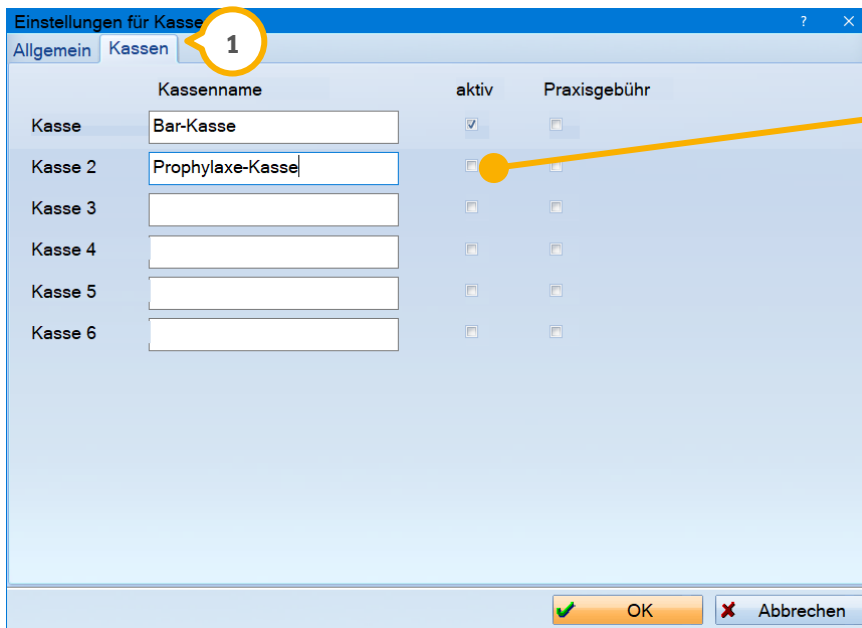 Einstellungen für Kasse
Allgemein Kassen 1
Kassenname aktiv Praxisgebühr
Kasse Bar-Kasse
Kasse 2 Prophylaxe-Kasse
Kasse 3
Kasse 4
Kasse 5
Kasse 6
OK Abbrechen